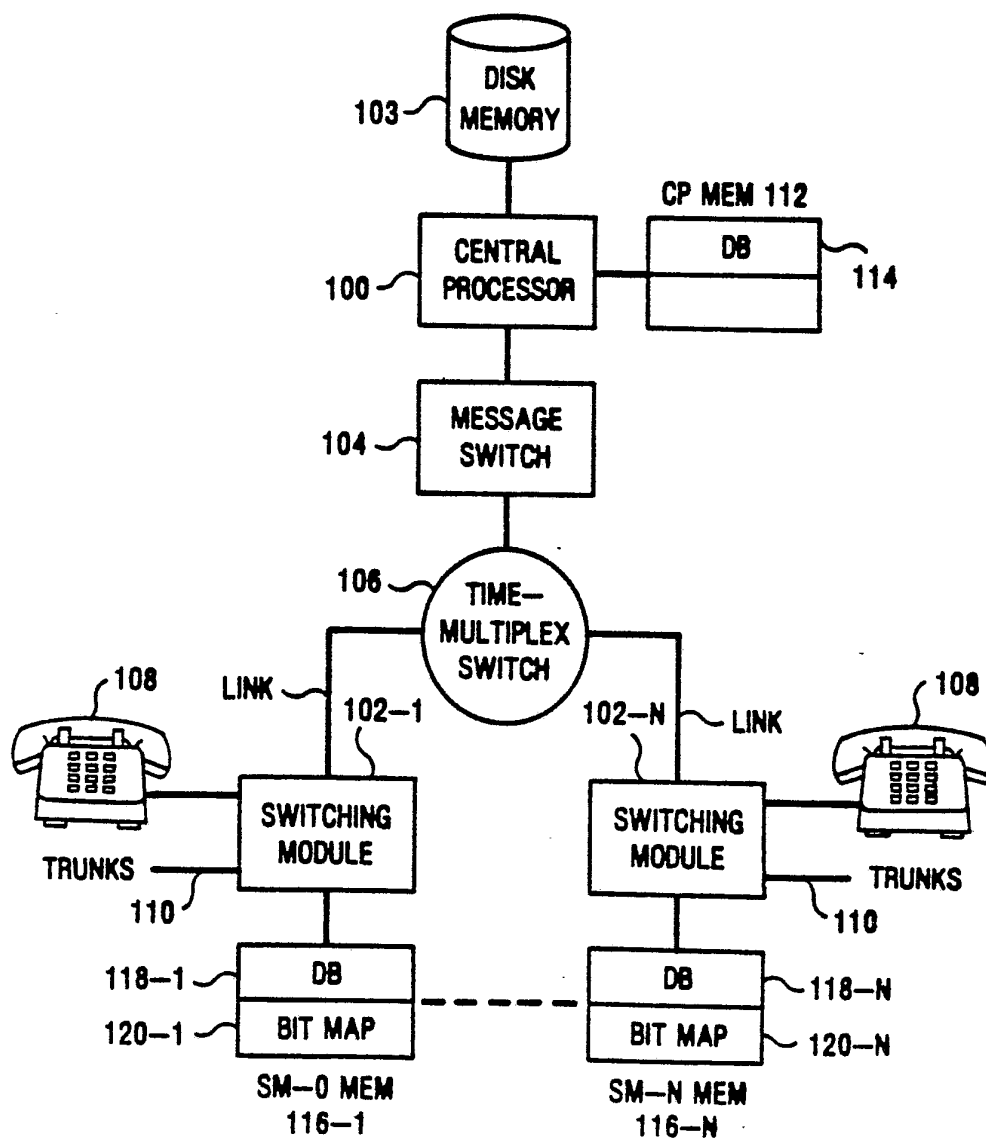 DISK
MEMORY
103
CP MEM 112
DB
114
CENTRAL
PROCESSOR
100
MESSAGE
SWITCH
104
106
TIME–
MULTIPLEX
SWITCH
LINK
LINK
108
102-1
102-N
108
SWITCHING
MODULE
SWITCHING
MODULE
TRUNKS
110
TRUNKS
110
118-1
DB
DB
118-N
120-1
BIT MAP
BIT MAP
120-N
SM-0 MEM
116-1
SM-N MEM
116-N